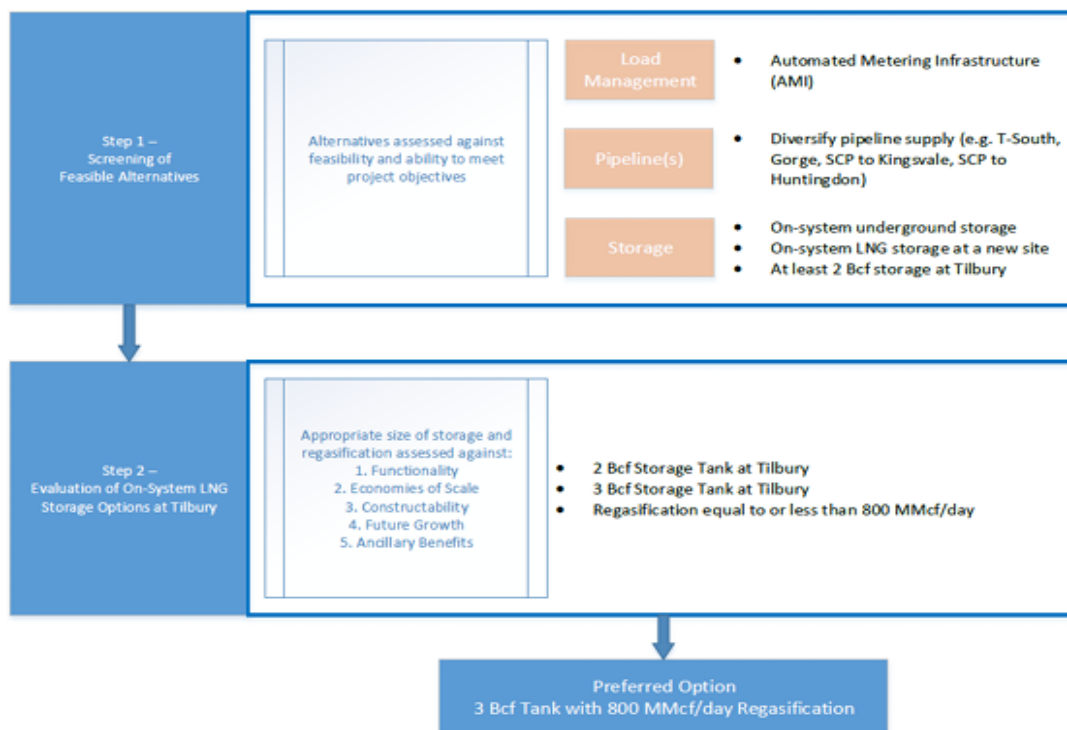 Step 1 –
Screening of
Feasible Alternatives
Alternatives assessed against
feasibility and ability to meet
project objectives
Load
Management
• Automated Metering Infrastructure
(AMI)
Pipeline(s)
• Diversify pipeline supply (e.g. T-South,
Gorge, SCP to Kingsvale, SCP to
Huntingdon)
Storage
• On-system underground storage
• On-system LNG storage at a new site
• At least 2 Bcf storage at Tilbury
Step 2 –
Evaluation of On-System LNG
Storage Options at Tilbury
Appropriate size of storage and
regasification assessed against:
1. Functionality
2. Economies of Scale
3. Constructability
4. Future Growth
5. Ancillary Benefits
• 2 Bcf Storage Tank at Tilbury
• 3 Bcf Storage Tank at Tilbury
• Regasification equal to or less than 800 MMcf/day
Preferred Option
3 Bcf Tank with 800 MMcf/day Regasification